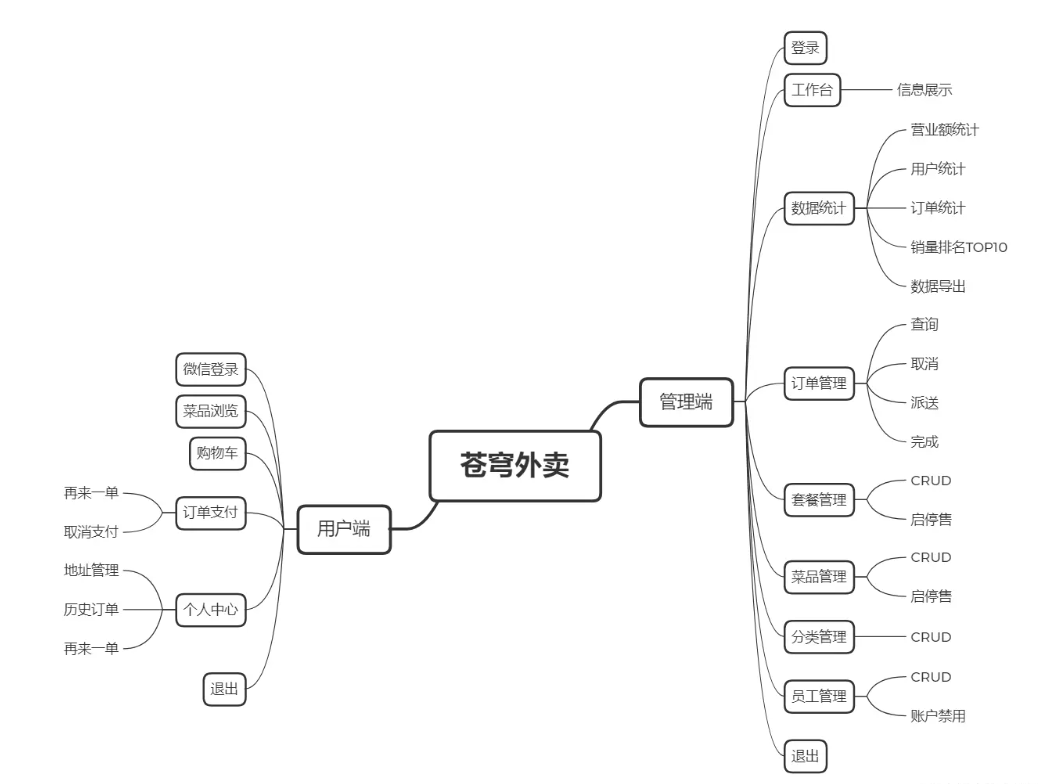 苍穹外卖
管理端
登录
工作台
信息展示
数据统计
营业额统计
用户统计
订单统计
销量排名TOP10
数据导出
订单管理
查询
取消
派送
完成
套餐管理
CRUD
启停售
菜品管理
CRUD
启停售
分类管理
CRUD
员工管理
CRUD
账户禁用
退出
用户端
微信登录
菜品浏览
购物车
订单支付
再来一单
取消支付
个人中心
地址管理
历史订单
再来一单
退出